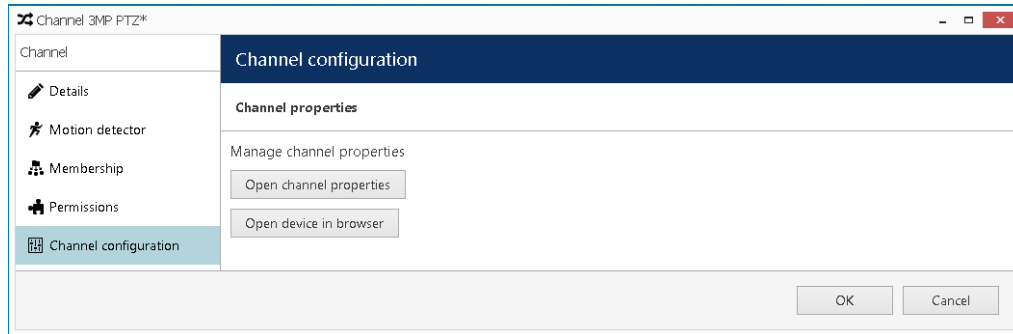 Channel 3MP PTZ*
Channel
Details
Motion detector
Membership
Permissions
Channel configuration
Channel configuration
Channel properties
Manage channel properties
Open channel properties
Open device in browser
OK
Cancel